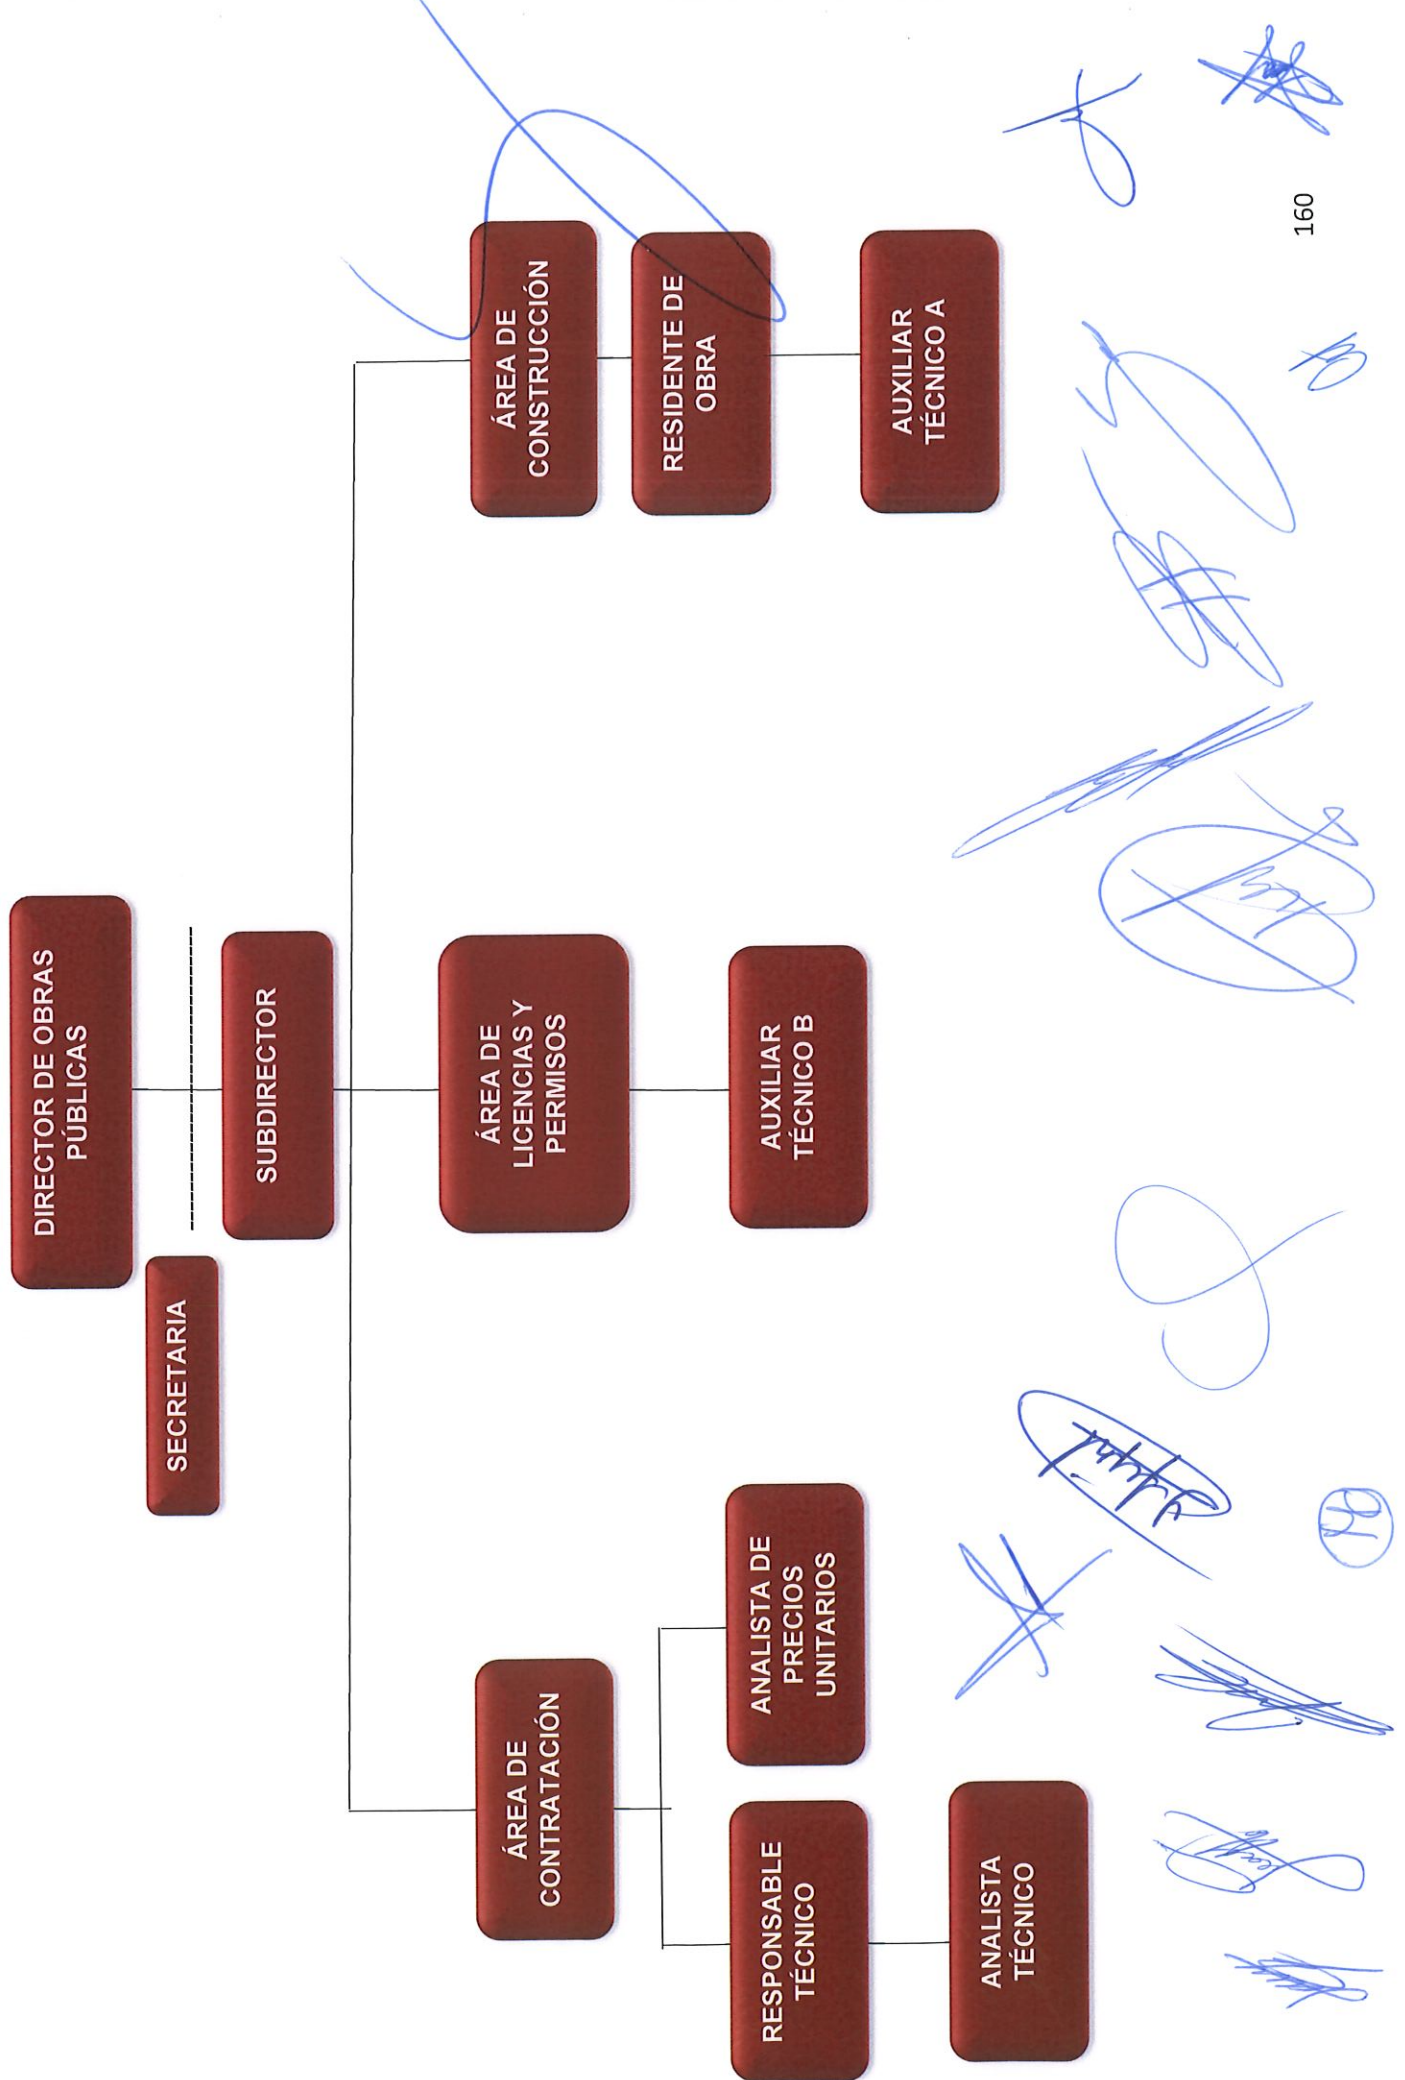 DIRECTOR DE OBRAS
PÚBLICAS
SECRETARIA
SUBDIRECTOR
ÁREA DE
CONTRATACIÓN
RESPONSABLE
TÉCNICO
ANALISTA
TÉCNICO
ANALISTA DE
PRECIOS
UNITARIOS
ÁREA DE
LICENCIAS Y
PERMISOS
AUXILIAR
TÉCNICO B
ÁREA DE
CONSTRUCCIÓN
RESIDENTE DE
OBRA
AUXILIAR
TÉCNICO A
160